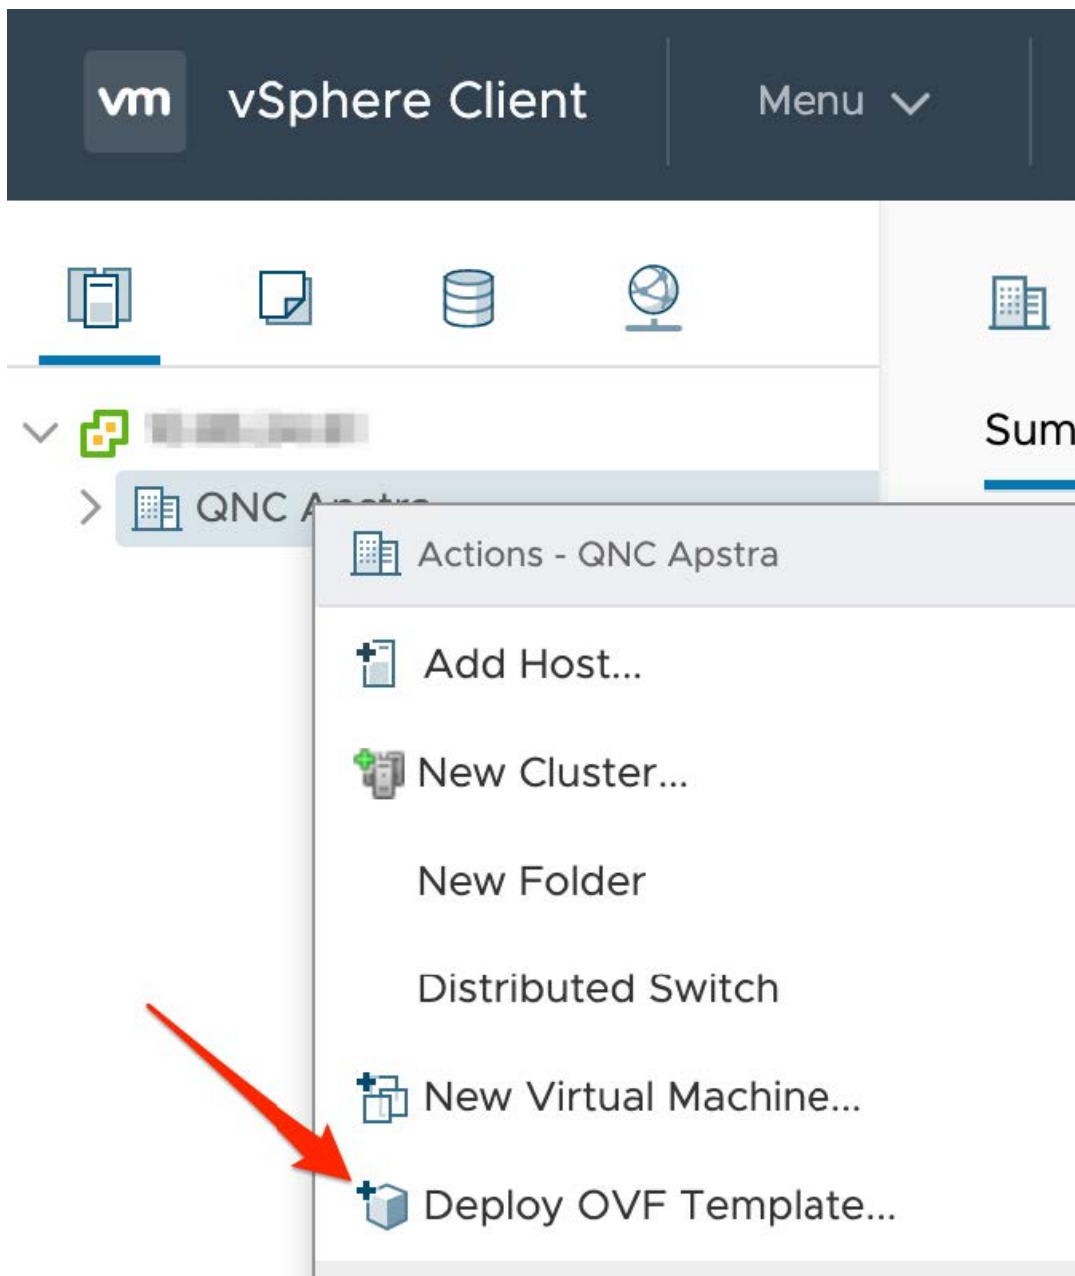 vm vSphere Client Menu
Sum
QNC Apstra
Actions - QNC Apstra
Add Host...
New Cluster...
New Folder
Distributed Switch
New Virtual Machine...
Deploy OVF Template...